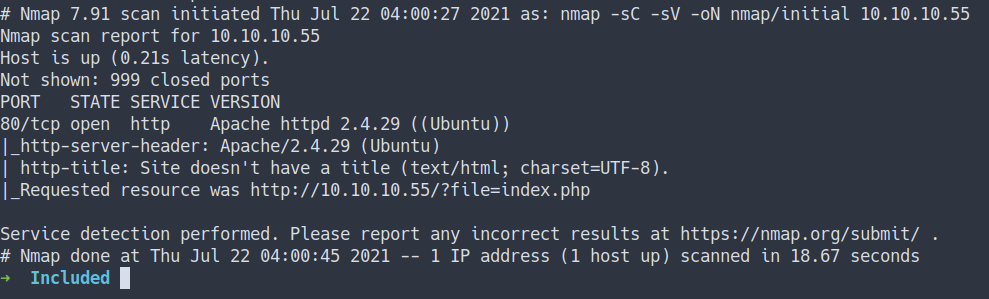 # Nmap 7.91 scan initiated Thu Jul 22 04:00:27 2021 as: nmap -sC -sV -oN nmap/initial 10.10.10.55
Nmap scan report for 10.10.10.55
Host is up (0.21s latency).
Not shown: 999 closed ports
PORT   STATE SERVICE VERSION
80/tcp open  http    Apache httpd 2.4.29 ((Ubuntu))
|_http-server-header: Apache/2.4.29 (Ubuntu)
| http-title: Site doesn't have a title (text/html; charset=UTF-8).
|_Requested resource was http://10.10.10.55/?file=index.php
Service detection performed. Please report any incorrect results at https://nmap.org/submit/ .
# Nmap done at Thu Jul 22 04:00:45 2021 -- 1 IP address (1 host up) scanned in 18.67 seconds
→  Included